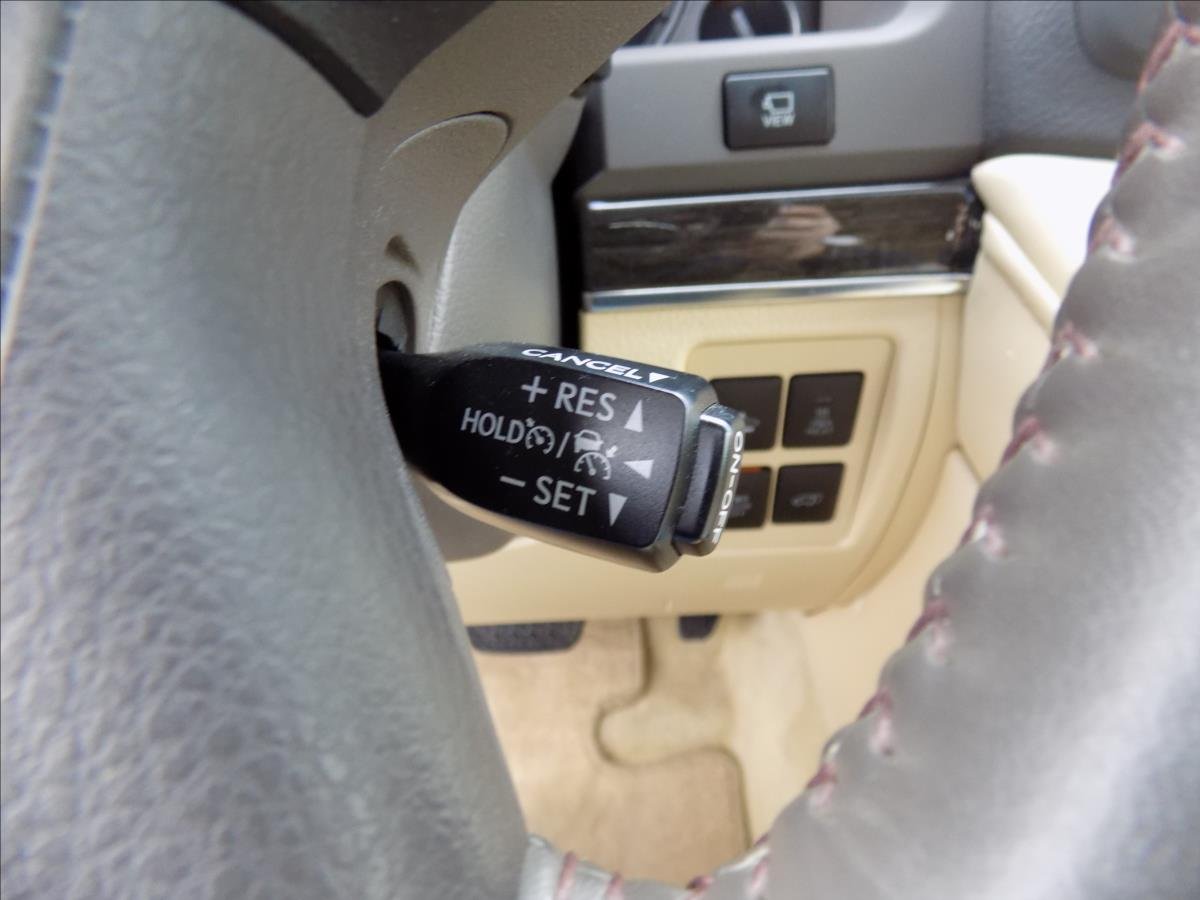 VIEW
CANCEL▼
+ RES ▲
HOLD /
◀
− SET ▼
ON-OFF